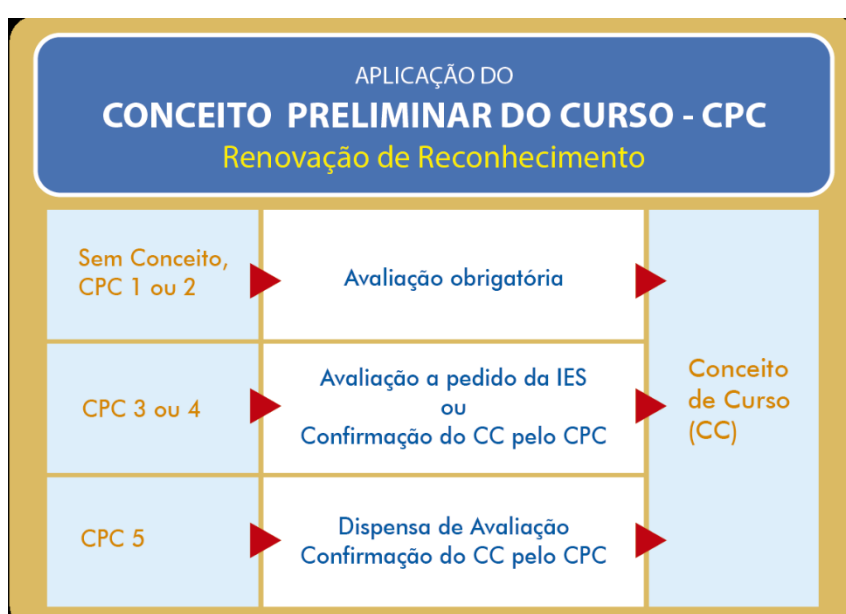 APLICAÇÃO DO
CONCEITO PRELIMINAR DO CURSO - CPC
Renovação de Reconhecimento
Sem Conceito,
CPC 1 ou 2
Avaliação obrigatória
CPC 3 ou 4
Avaliação a pedido da IES
ou
Confirmação do CC pelo CPC
CPC 5
Dispensa de Avaliação
Confirmação do CC pelo CPC
Conceito
de Curso
(CC)